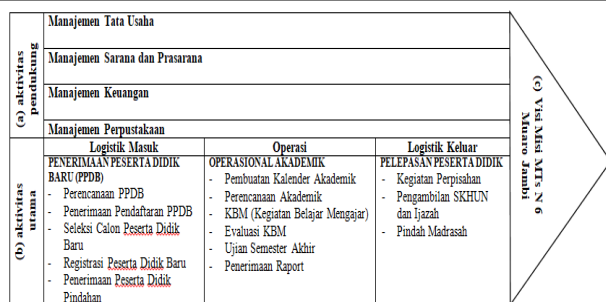 (a) aktivitas
pendukung
Manajemen Tata Usaha
Manajemen Sarana dan Prasarana
Manajemen Keuangan
Manajemen Perpustakaan
(b) aktivitas
utama
Logistik Masuk
PENERIMAAN PESERTA DIDIK
BARU (PPDB)
- Perencanaan PPDB
- Penerimaan Pendaftaran PPDB
- Seleksi Calon Peserta Didik
Baru
- Registrasi Peserta Didik Baru
- Penerimaan Peserta Didik
Pindahan
Operasi
OPERASIONAL AKADEMIK
- Pembuatan Kalender Akademik
- Perencanaan Akademik
- KBM (Kegiatan Belajar Mengajar)
- Evaluasi KBM
- Ujian Semester Akhir
- Penerimaan Raport
Logistik Keluar
PELEPASAN PESERTA DIDIK
- Kegiatan Perpisahan
- Pengambilan SKHUN
dan Ijazah
- Pindah Madrasah
(c) Visi Misi MTs N 6
Muaro Jambi